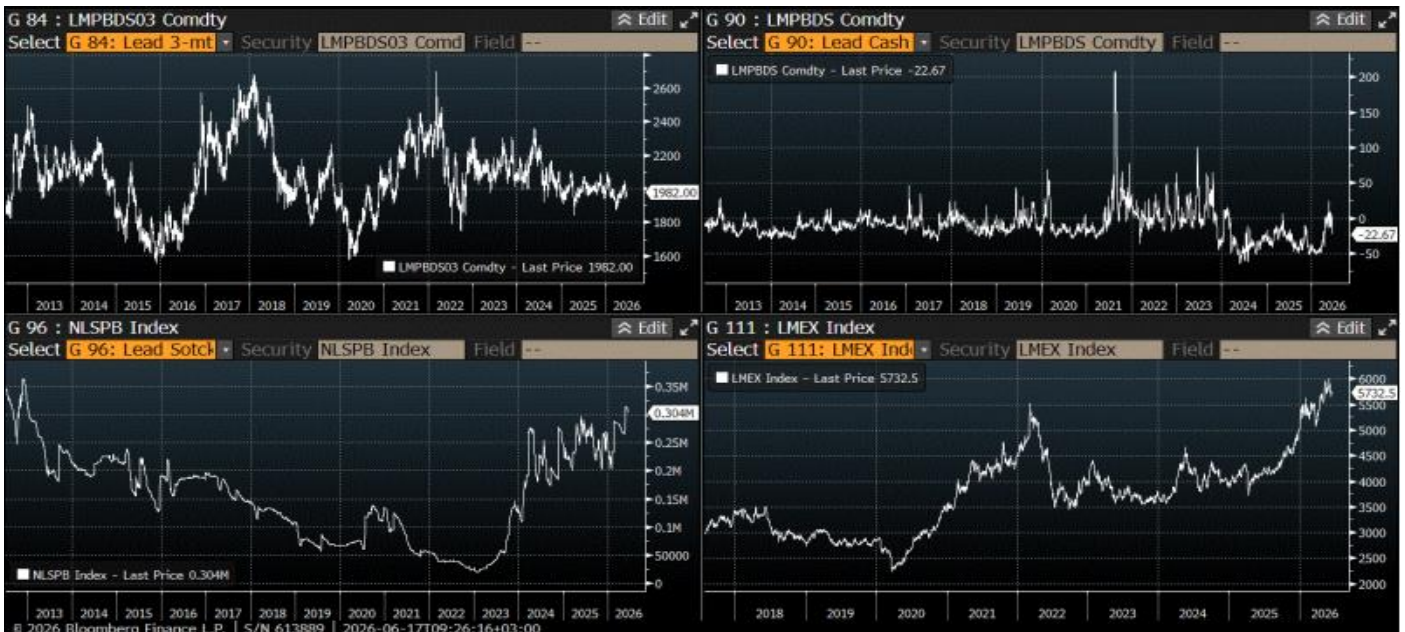 G 84 : LMPBDS03 Comdty
Edit
Select G 84: Lead 3-mt Security LMPBDS03 Comd Field --
2600
2400
2200
1982.00
1800
1600
LMPBDS03 Comdty - Last Price 1982.00
2013 2014 2015 2016 2017 2018 2019 2020 2021 2022 2023 2024 2025 2026
G 90 : LMPBDS Comdty
Edit
Select G 90: Lead Cash Security LMPBDS Comdty Field --
LMPBDS Comdty - Last Price -22.67
200
150
100
50
0
-22.67
-50
2013 2014 2015 2016 2017 2018 2019 2020 2021 2022 2023 2024 2025 2026
G 96 : NLSPB Index
Edit
Select G 96: Lead Sotck Security NLSPB Index Field --
0.35M
0.304M
0.25M
0.2M
0.15M
0.1M
50000
0
NLSPB Index - Last Price 0.304M
2013 2014 2015 2016 2017 2018 2019 2020 2021 2022 2023 2024 2025 2026
G 111 : LMEX Index
Edit
Select G 111: LMEX Ind Security LMEX Index Field --
LMEX Index - Last Price 5732.5
6000
5732.5
5500
5000
4500
4000
3500
3000
2500
2000
2018 2019 2020 2021 2022 2023 2024 2025 2026
© 2026 Bloomberg Finance L.P. | S/N 613889 | 2026-06-17T09:26:16+03:00